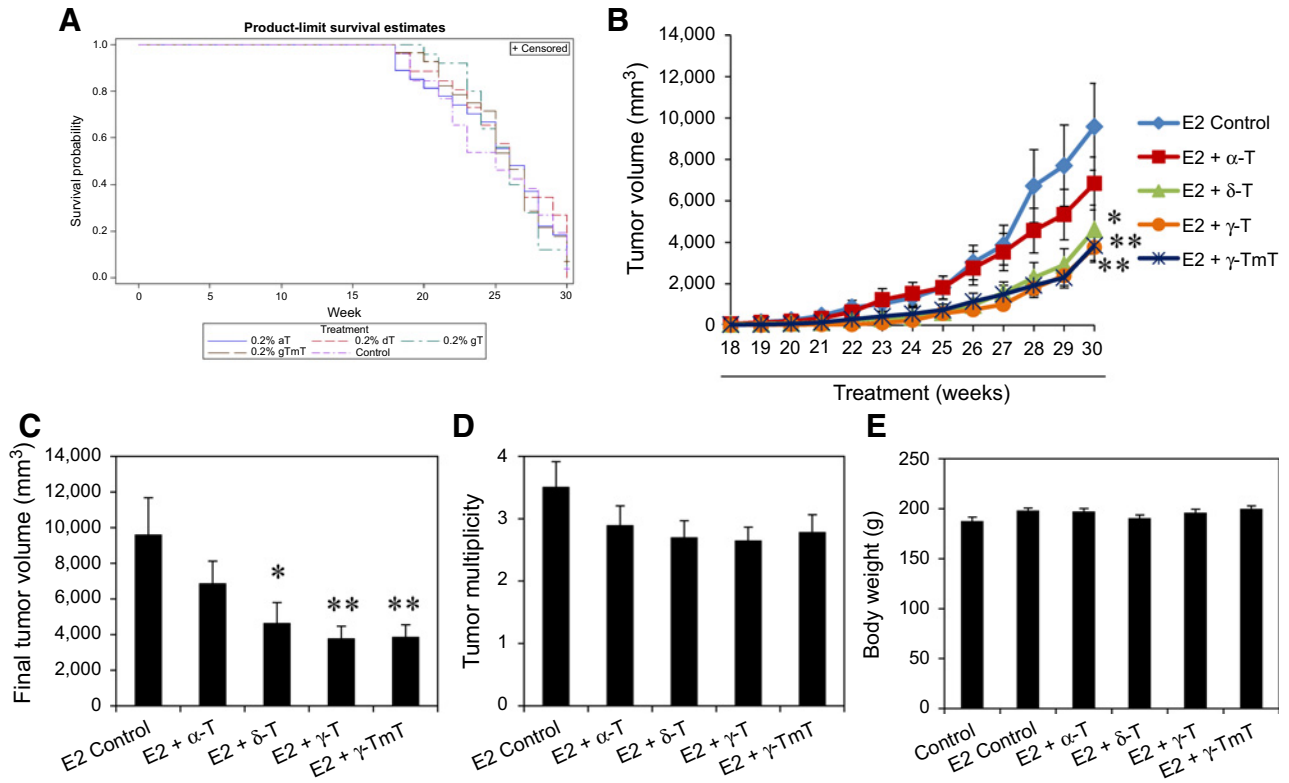 A
Product-limit survival estimates
+ Censored
Survival probability
1.0
0.8
0.6
0.4
0.2
0.0
0 5 10 15 20 25 30
Week
Treatment
0.2% aT 0.2% dT 0.2% gT
0.2% gTmT Control
B
Tumor volume (mm³)
14,000
12,000
10,000
8,000
6,000
4,000
2,000
0
18 19 20 21 22 23 24 25 26 27 28 29 30
Treatment (weeks)
E2 Control
E2 + α-T
E2 + δ-T
E2 + γ-T
E2 + γ-TmT
*
**
**
C
Final tumor volume (mm³)
14,000
12,000
10,000
8,000
6,000
4,000
2,000
0
* ** **
E2 Control E2 + α-T E2 + δ-T E2 + γ-T E2 + γ-TmT
D
Tumor multiplicity
4
3
2
1
0
E2 Control E2 + α-T E2 + δ-T E2 + γ-T E2 + γ-TmT
E
Body weight (g)
250
200
150
100
50
0
Control E2 Control E2 + α-T E2 + δ-T E2 + γ-T E2 + γ-TmT